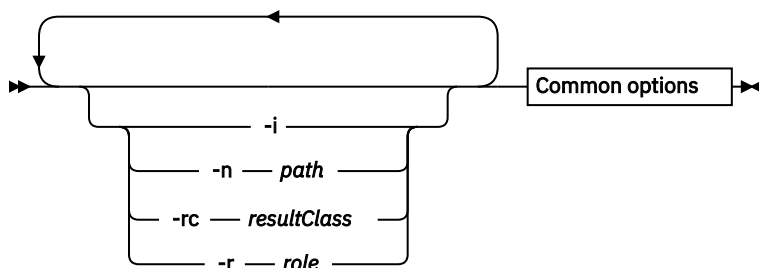 Common options
-i
-n path
-rc resultClass
-r role